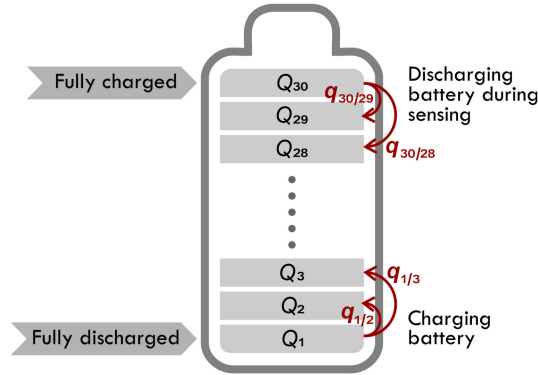 Fully charged
Q30
q30/29
Q29
Q28
q30/28
Discharging
battery during
sensing
Q3
q1/3
Q2
q1/2
Q1
Charging
battery
Fully discharged